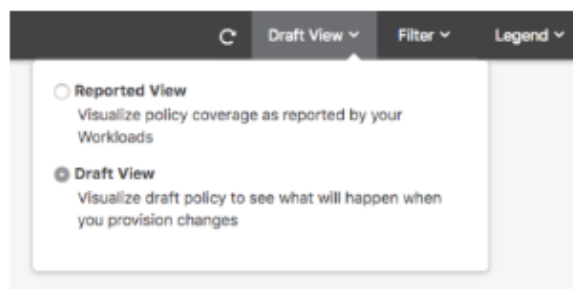 Draft View Filter Legend
Reported View
Visualize policy coverage as reported by your
Workloads
Draft View
Visualize draft policy to see what will happen when
you provision changes